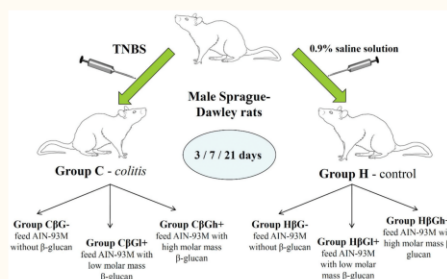 TNBS
0.9% saline solution
Male Sprague-
Dawley rats
3 / 7 / 21 days
Group C - colitis
Group H - control
Group CβG-
feed AIN-93M
without β-glucan
Group CβGl+
feed AIN-93M with
low molar mass
β-glucan
Group CβGh+
feed AIN-93M with
high molar mass
β-glucan
Group HβG-
feed AIN-93M
without β-glucan
Group HβGl+
feed AIN-93M
with low molar
mass β-glucan
Group HβGh+
feed AIN-93M with
high molar mass β
glucan